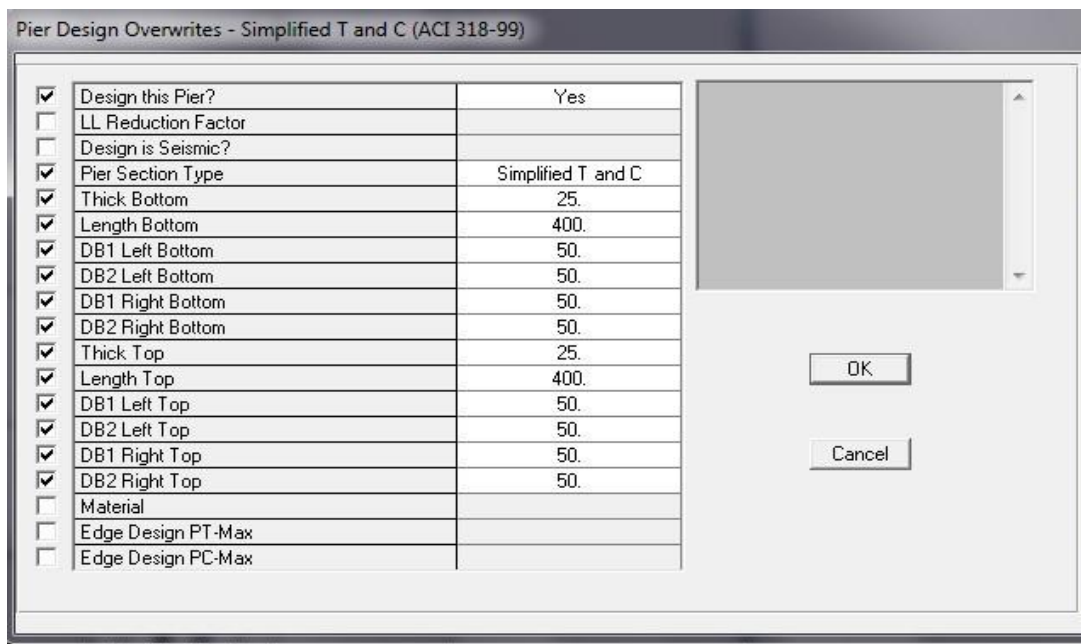 Pier Design Overwrites - Simplified T and C (ACI 318-99)
Design this Pier? Yes
LL Reduction Factor
Design is Seismic?
Pier Section Type Simplified T and C
Thick Bottom 25.
Length Bottom 400.
DB1 Left Bottom 50.
DB2 Left Bottom 50.
DB1 Right Bottom 50.
DB2 Right Bottom 50.
Thick Top 25.
Length Top 400.
DB1 Left Top 50.
DB2 Left Top 50.
DB1 Right Top 50.
DB2 Right Top 50.
Material
Edge Design PT-Max
Edge Design PC-Max
OK
Cancel